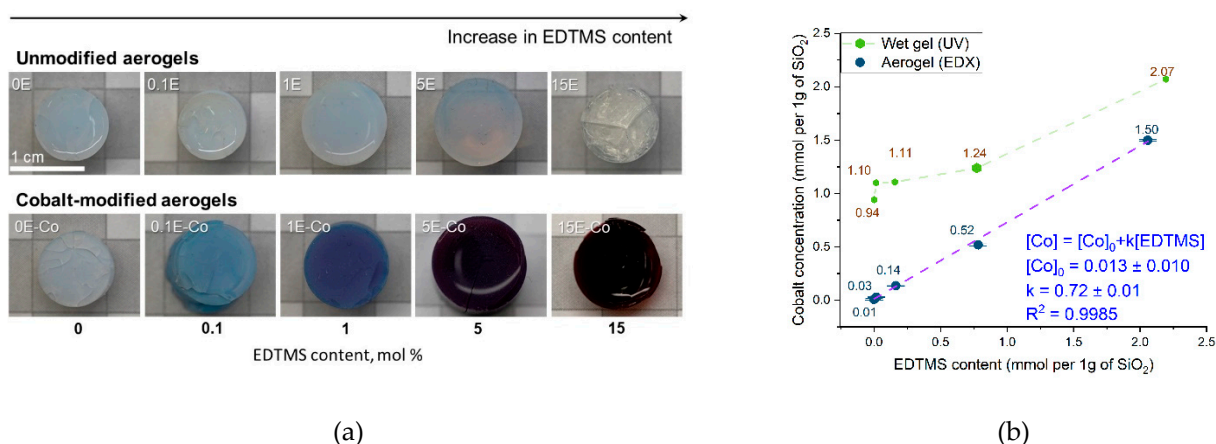 Increase in EDTMS content
Unmodified aerogels
0E 0.1E 1E 5E 15E
1 cm
Cobalt-modified aerogels
0E-Co 0.1E-Co 1E-Co 5E-Co 15E-Co
0 0.1 1 5 15
EDTMS content, mol %
(a)
Cobalt concentration (mmol per 1g of SiO2)
2.5
2.0
1.5
1.0
0.5
0.0
Wet gel (UV)
Aerogel (EDX)
2.07
1.50
1.10 1.11 1.24
0.94
0.52
0.14
0.03
0.01
[Co] = [Co]0+k[EDTMS]
[Co]0 = 0.013 ± 0.010
k = 0.72 ± 0.01
R² = 0.9985
0.0 0.5 1.0 1.5 2.0 2.5
EDTMS content (mmol per 1g of SiO2)
(b)